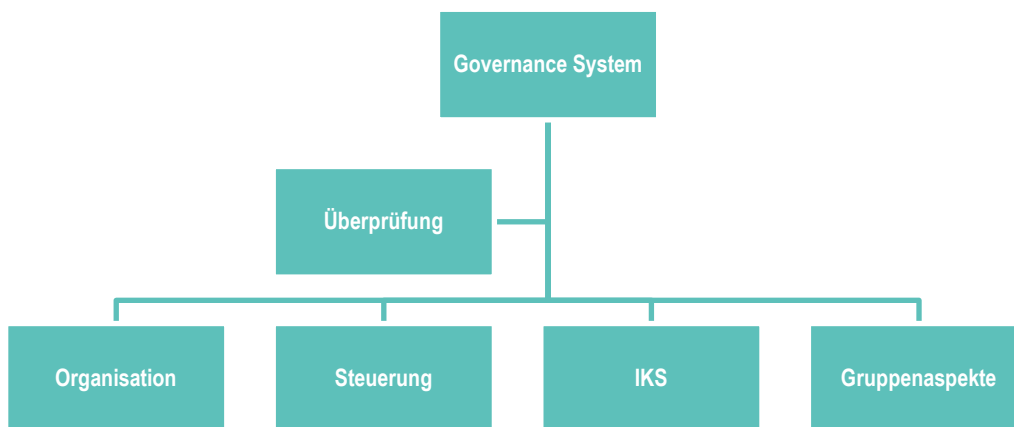 Governance System
Überprüfung
Organisation
Steuerung
IKS
Gruppenaspekte